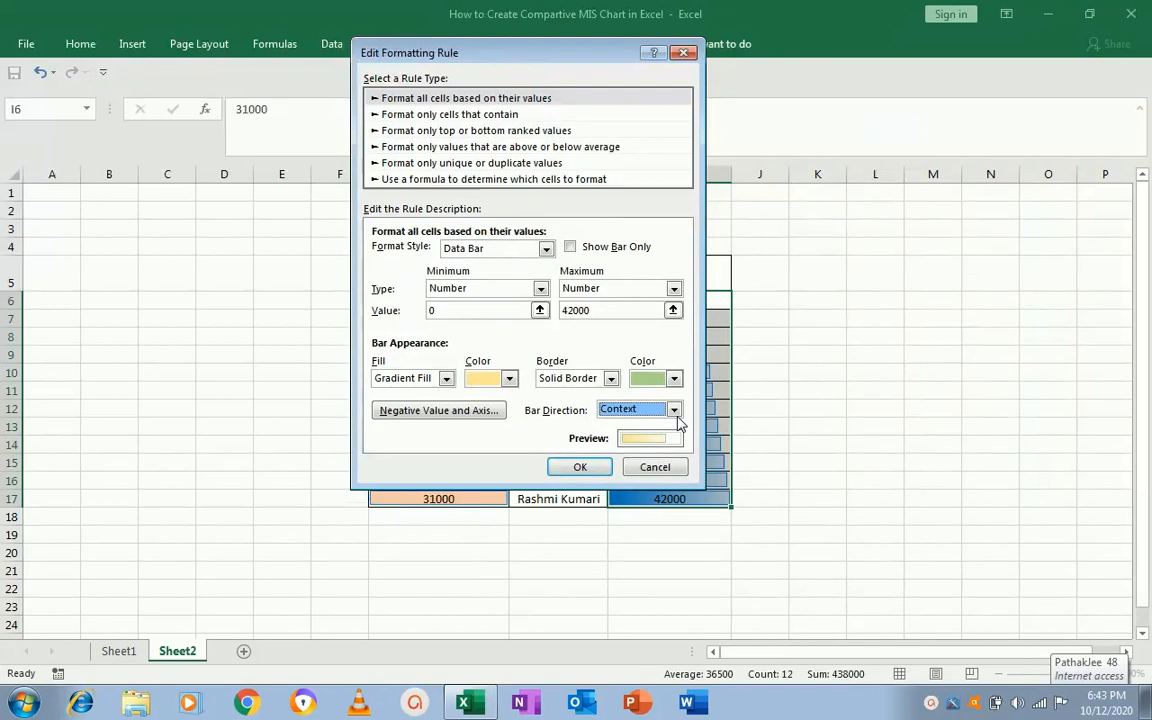 How to Create Compartive MIS Chart in Excel - Excel
Sign in
File Home Insert Page Layout Formulas Data want to do Share
I6 31000
Edit Formatting Rule
Select a Rule Type:
► Format all cells based on their values
► Format only cells that contain
► Format only top or bottom ranked values
► Format only values that are above or below average
► Format only unique or duplicate values
► Use a formula to determine which cells to format
Edit the Rule Description:
Format all cells based on their values:
Format Style: Data Bar Show Bar Only
Minimum Maximum
Type: Number Number
Value: 0 42000
Bar Appearance:
Fill Color Border Color
Gradient Fill Solid Border
Negative Value and Axis... Bar Direction: Context
Preview:
OK Cancel
A B C D E F J K L M N O P
1
2
3
4
5
6
7
8
9
10
11
12
13
14
15
16
17 31000 Rashmi Kumari 42000
18
19
20
21
22
23
24
Sheet1 Sheet2
Ready Average: 36500 Count: 12 Sum: 438000 0%
PathakJee 48
Internet access
6:43 PM
10/12/2020